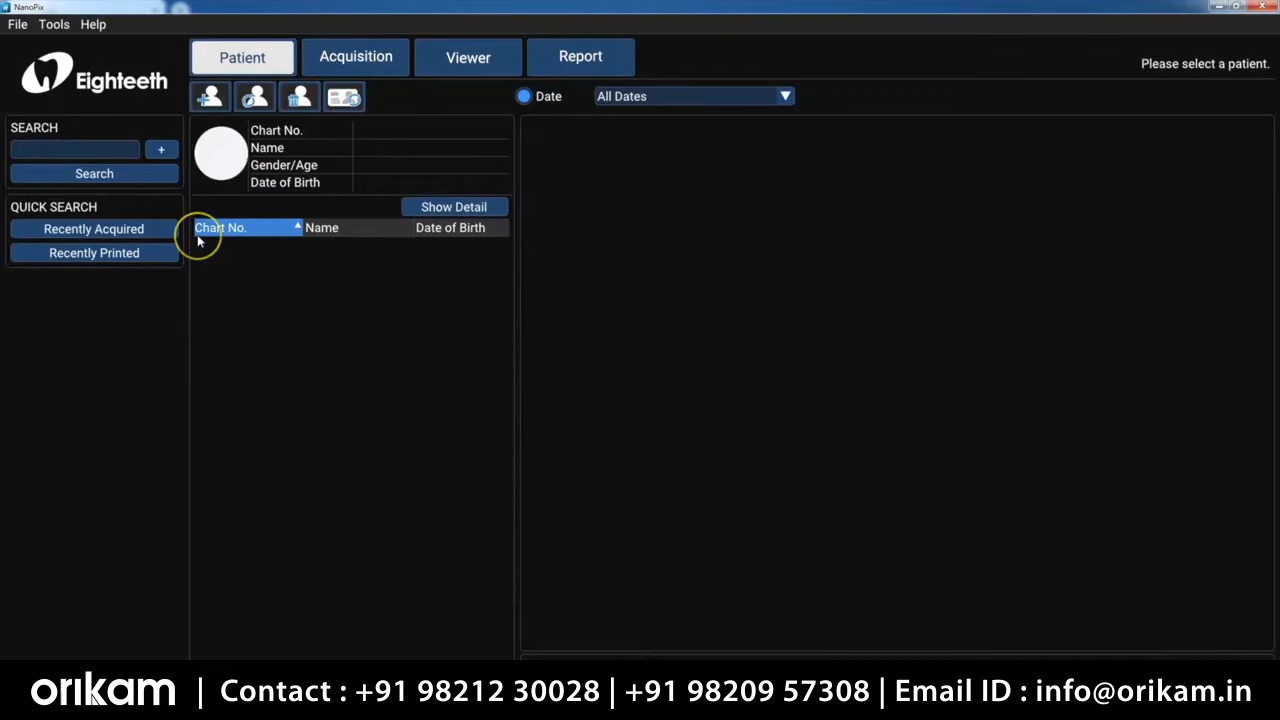 NanoPix
File Tools Help
Eighteeth
Patient Acquisition Viewer Report
Please select a patient.
Date All Dates
SEARCH
+
Search
QUICK SEARCH
Recently Acquired
Recently Printed
Chart No.
Name
Gender/Age
Date of Birth
Show Detail
Chart No. Name Date of Birth
orikam | Contact : +91 98212 30028 | +91 98209 57308 | Email ID : info@orikam.in